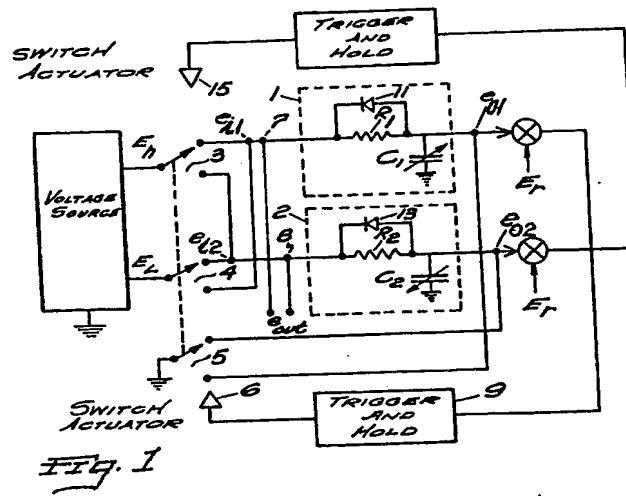 TRIGGER
AND
HOLD
SWITCH
ACTUATOR
15
1
11
ei1
7
R1
eo1
Eh
3
C1
Er
VOLTAGE
SOURCE
2
13
ei2
8
R2
eo2
EL
4
C2
Er
eout
5
6
9
SWITCH
ACTUATOR
TRIGGER
AND
HOLD
Fig. 1